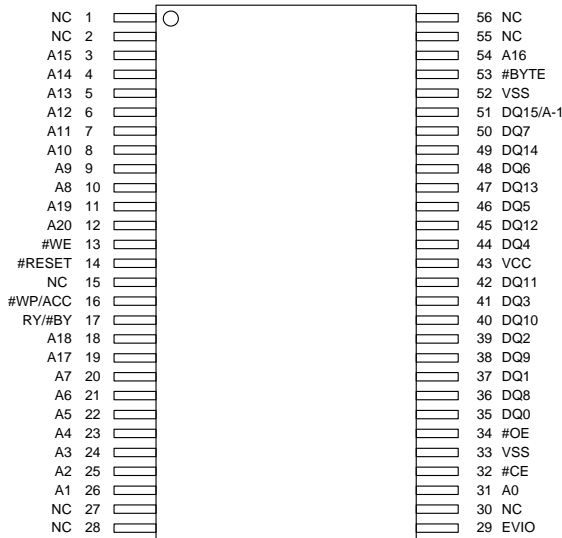 NC 1 56 NC
NC 2 55 NC
A15 3 54 A16
A14 4 53 #BYTE
A13 5 52 VSS
A12 6 51 DQ15/A-1
A11 7 50 DQ7
A10 8 49 DQ14
A9 9 48 DQ6
A8 10 47 DQ13
A19 11 46 DQ5
A20 12 45 DQ12
#WE 13 44 DQ4
#RESET 14 43 VCC
NC 15 42 DQ11
#WP/ACC 16 41 DQ3
RY/#BY 17 40 DQ10
A18 18 39 DQ2
A17 19 38 DQ9
A7 20 37 DQ1
A6 21 36 DQ8
A5 22 35 DQ0
A4 23 34 #OE
A3 24 33 VSS
A2 25 32 #CE
A1 26 31 A0
NC 27 30 NC
NC 28 29 EVIO